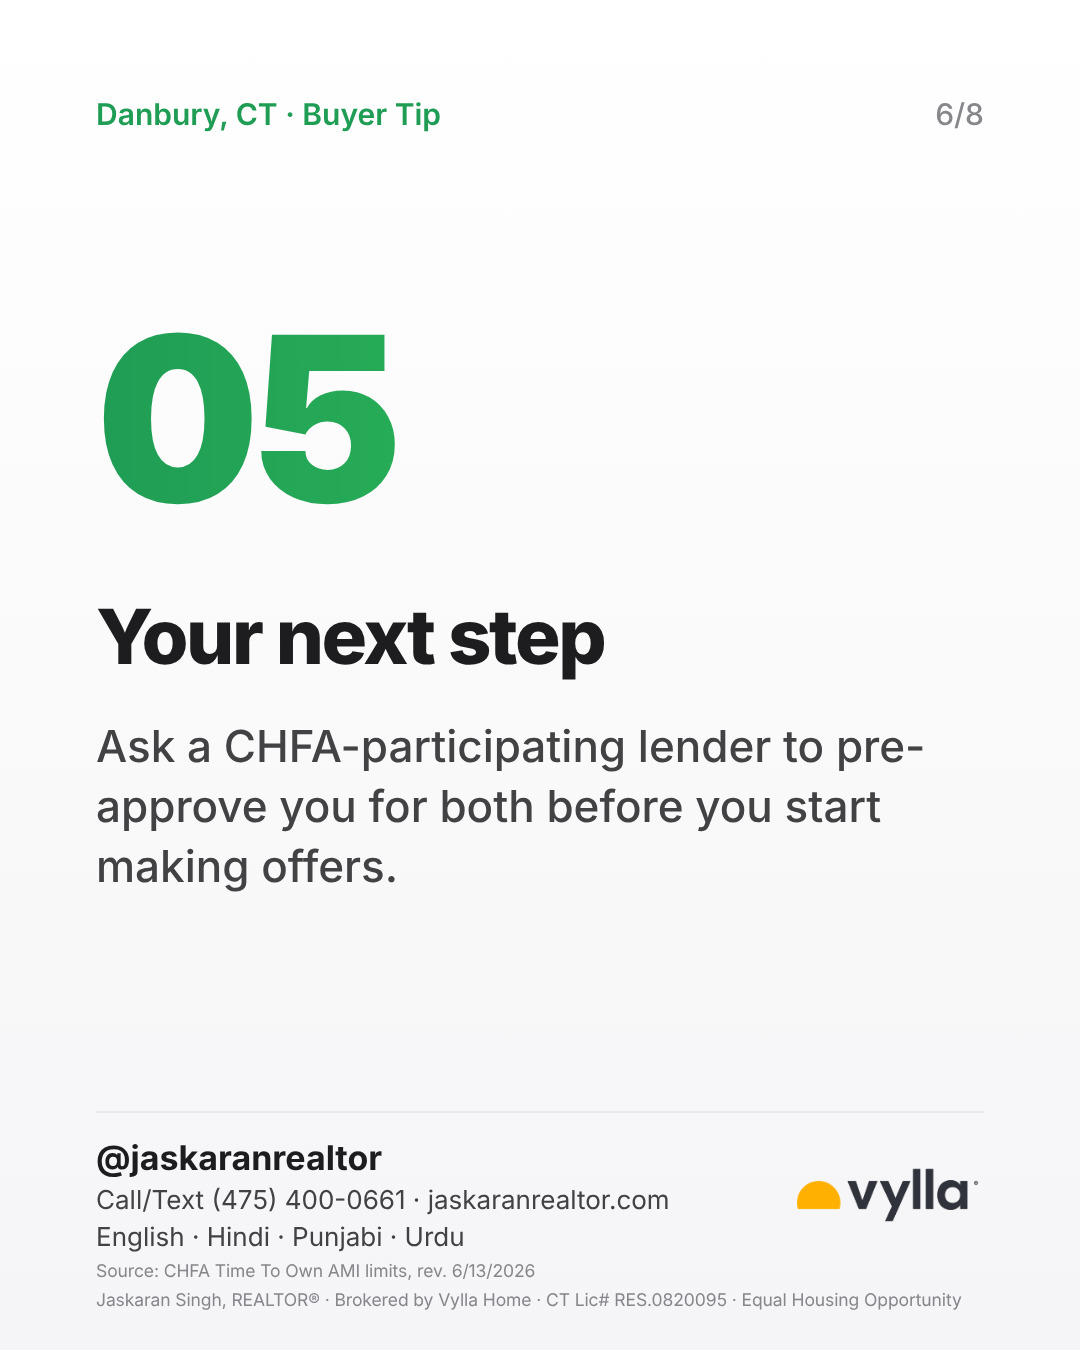 Danbury, CT · Buyer Tip
6/8
05
Your next step
Ask a CHFA-participating lender to pre-
approve you for both before you start
making offers.
@jaskaranrealtor
Call/Text (475) 400-0661 · jaskaranrealtor.com
English · Hindi · Punjabi · Urdu
vylla
Source: CHFA Time To Own AMI limits, rev. 6/13/2026
Jaskaran Singh, REALTOR® · Brokered by Vylla Home · CT Lic# RES.0820095 · Equal Housing Opportunity